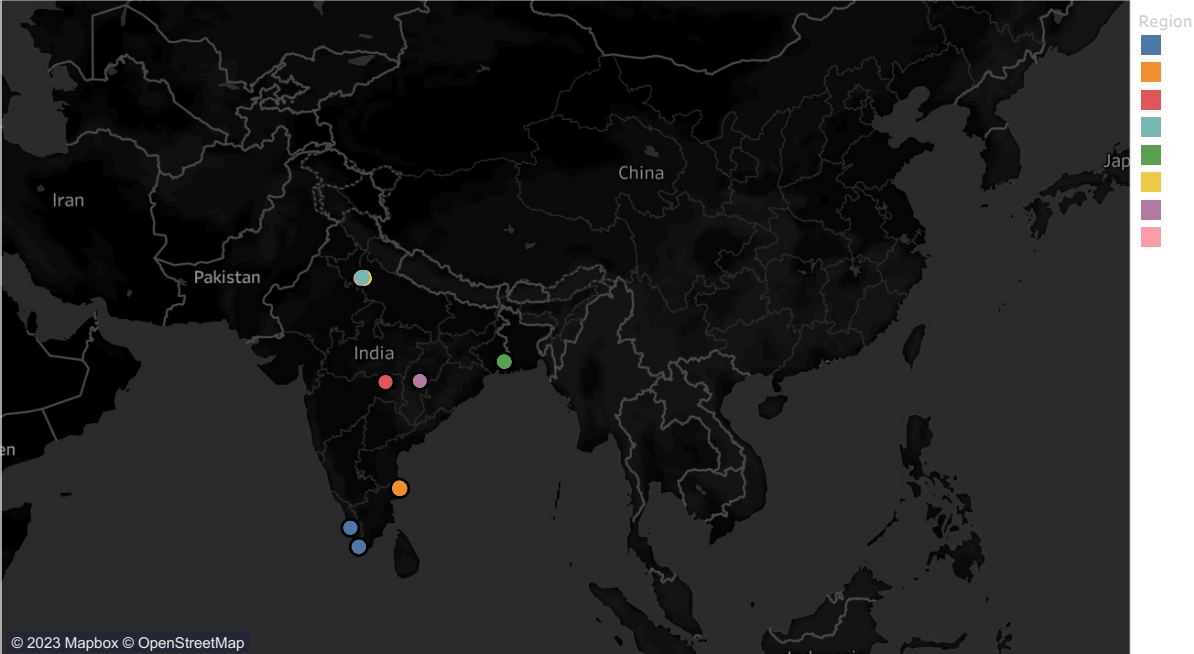 Region
China
Jap
Iran
Pakistan
India
en
© 2023 Mapbox © OpenStreetMap